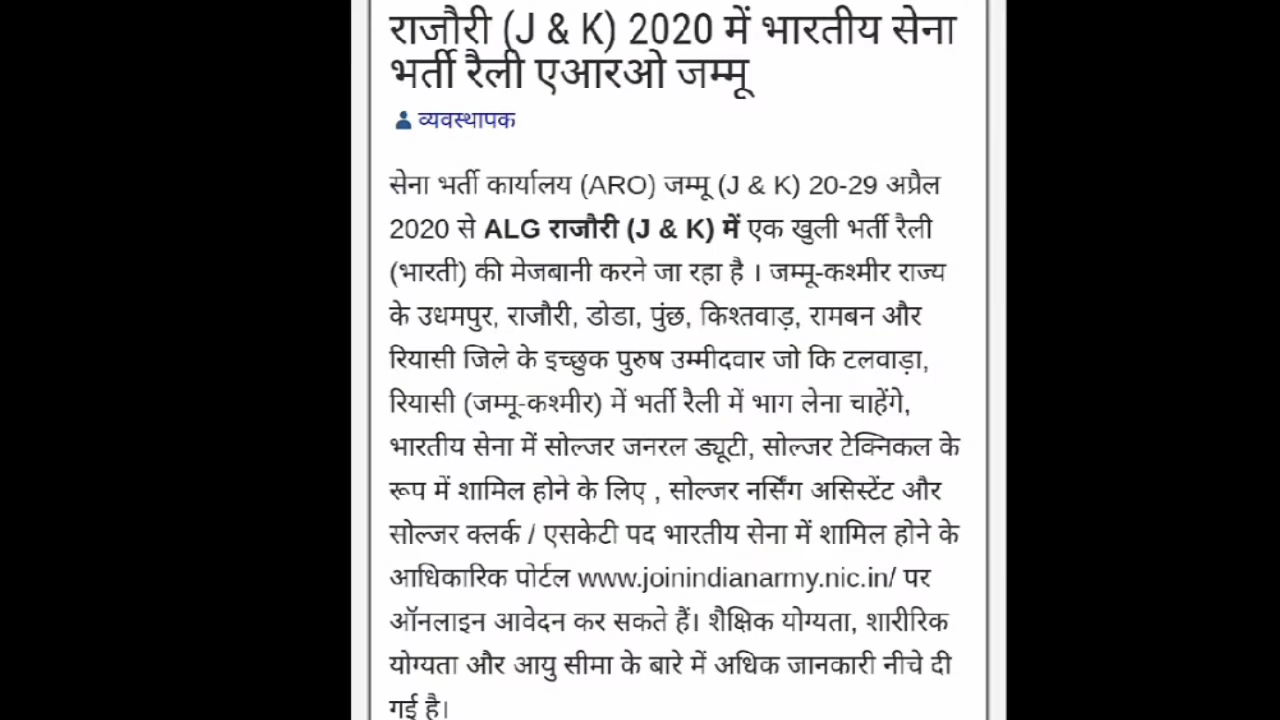 राजौरी (J & K) 2020 में भारतीय सेना
भर्ती रैली एआरओ जम्मू
व्यवस्थापक
सेना भर्ती कार्यालय (ARO) जम्मू (J & K) 20-29 अप्रैल
2020 से ALG राजौरी (J & K) में एक खुली भर्ती रैली
(भारती) की मेजबानी करने जा रहा है । जम्मू-कश्मीर राज्य
के उधमपुर, राजौरी, डोडा, पुंछ, किश्तवाड़, रामबन और
रियासी जिले के इच्छुक पुरुष उम्मीदवार जो कि टलवाड़ा,
रियासी (जम्मू-कश्मीर) में भर्ती रैली में भाग लेना चाहेंगे,
भारतीय सेना में सोल्जर जनरल ड्यूटी, सोल्जर टेक्निकल के
रूप में शामिल होने के लिए , सोल्जर नर्सिंग असिस्टेंट और
सोल्जर क्लर्क / एसकेटी पद भारतीय सेना में शामिल होने के
आधिकारिक पोर्टल www.joinindianarmy.nic.in/ पर
ऑनलाइन आवेदन कर सकते हैं। शैक्षिक योग्यता, शारीरिक
योग्यता और आयु सीमा के बारे में अधिक जानकारी नीचे दी
गई है।